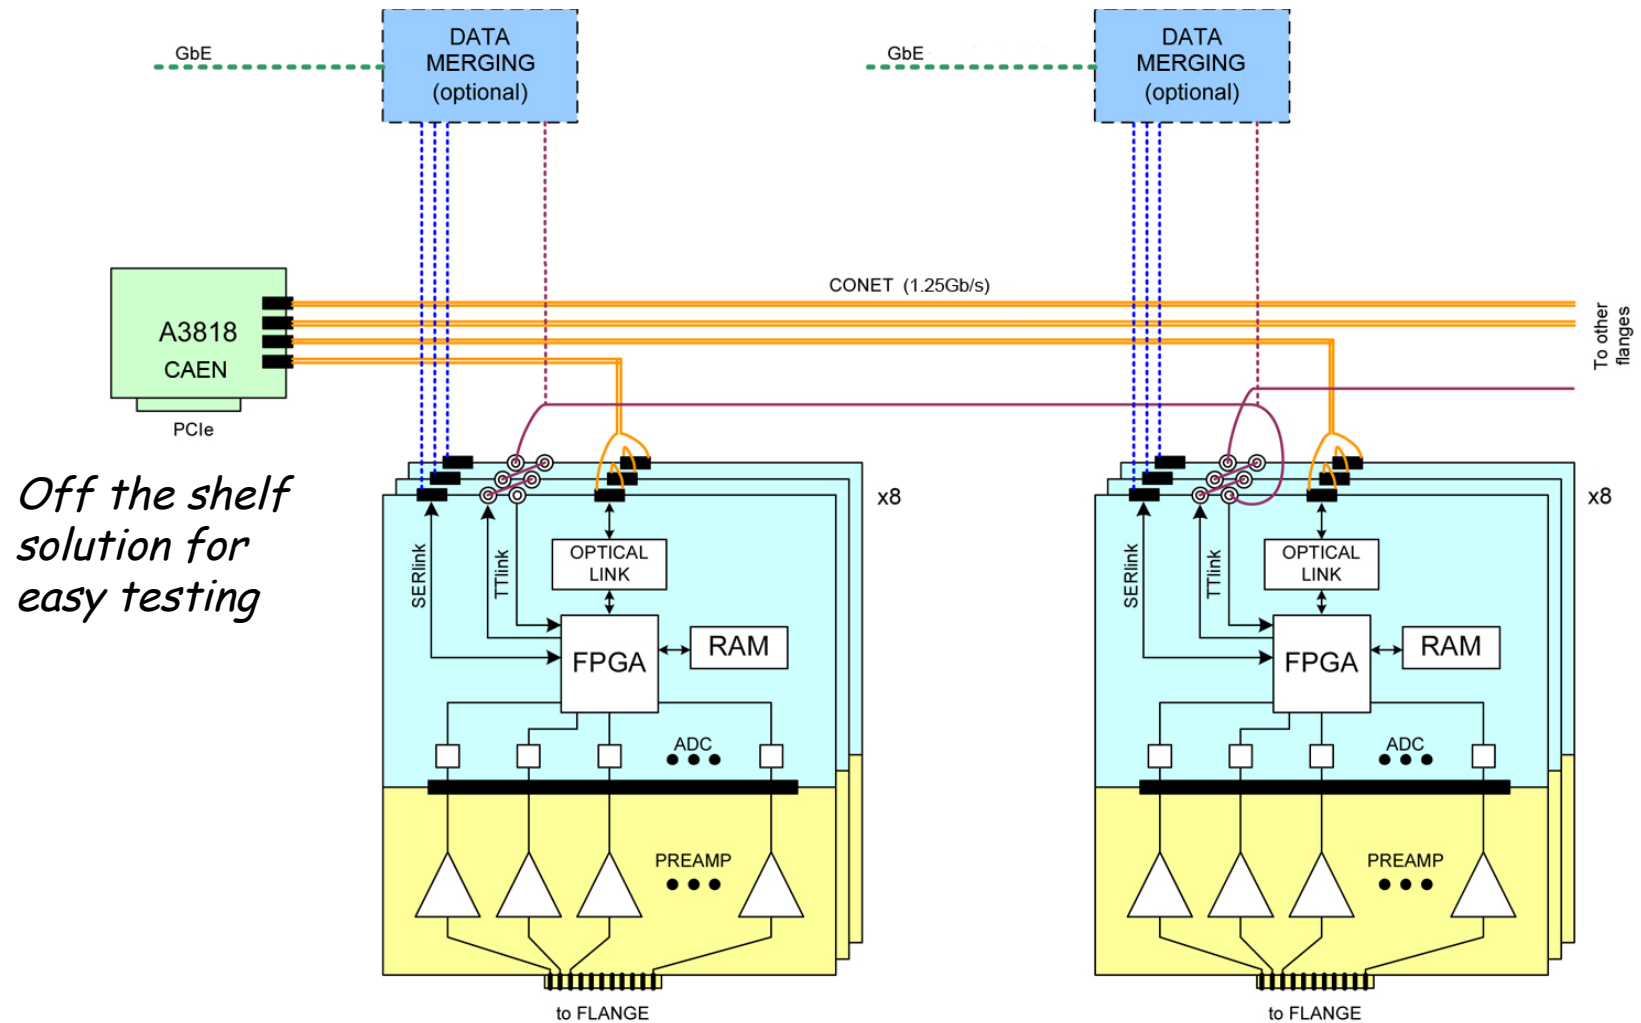 DATA
MERGING
(optional)
GbE
DATA
MERGING
(optional)
GbE
CONET (1.25Gb/s)
To other
flanges
A3818
CAEN
PCIe
Off the shelf
solution for
easy testing
x8
x8
SERlink
TTlink
OPTICAL
LINK
FPGA
RAM
ADC
PREAMP
to FLANGE
SERlink
TTlink
OPTICAL
LINK
FPGA
RAM
ADC
PREAMP
to FLANGE